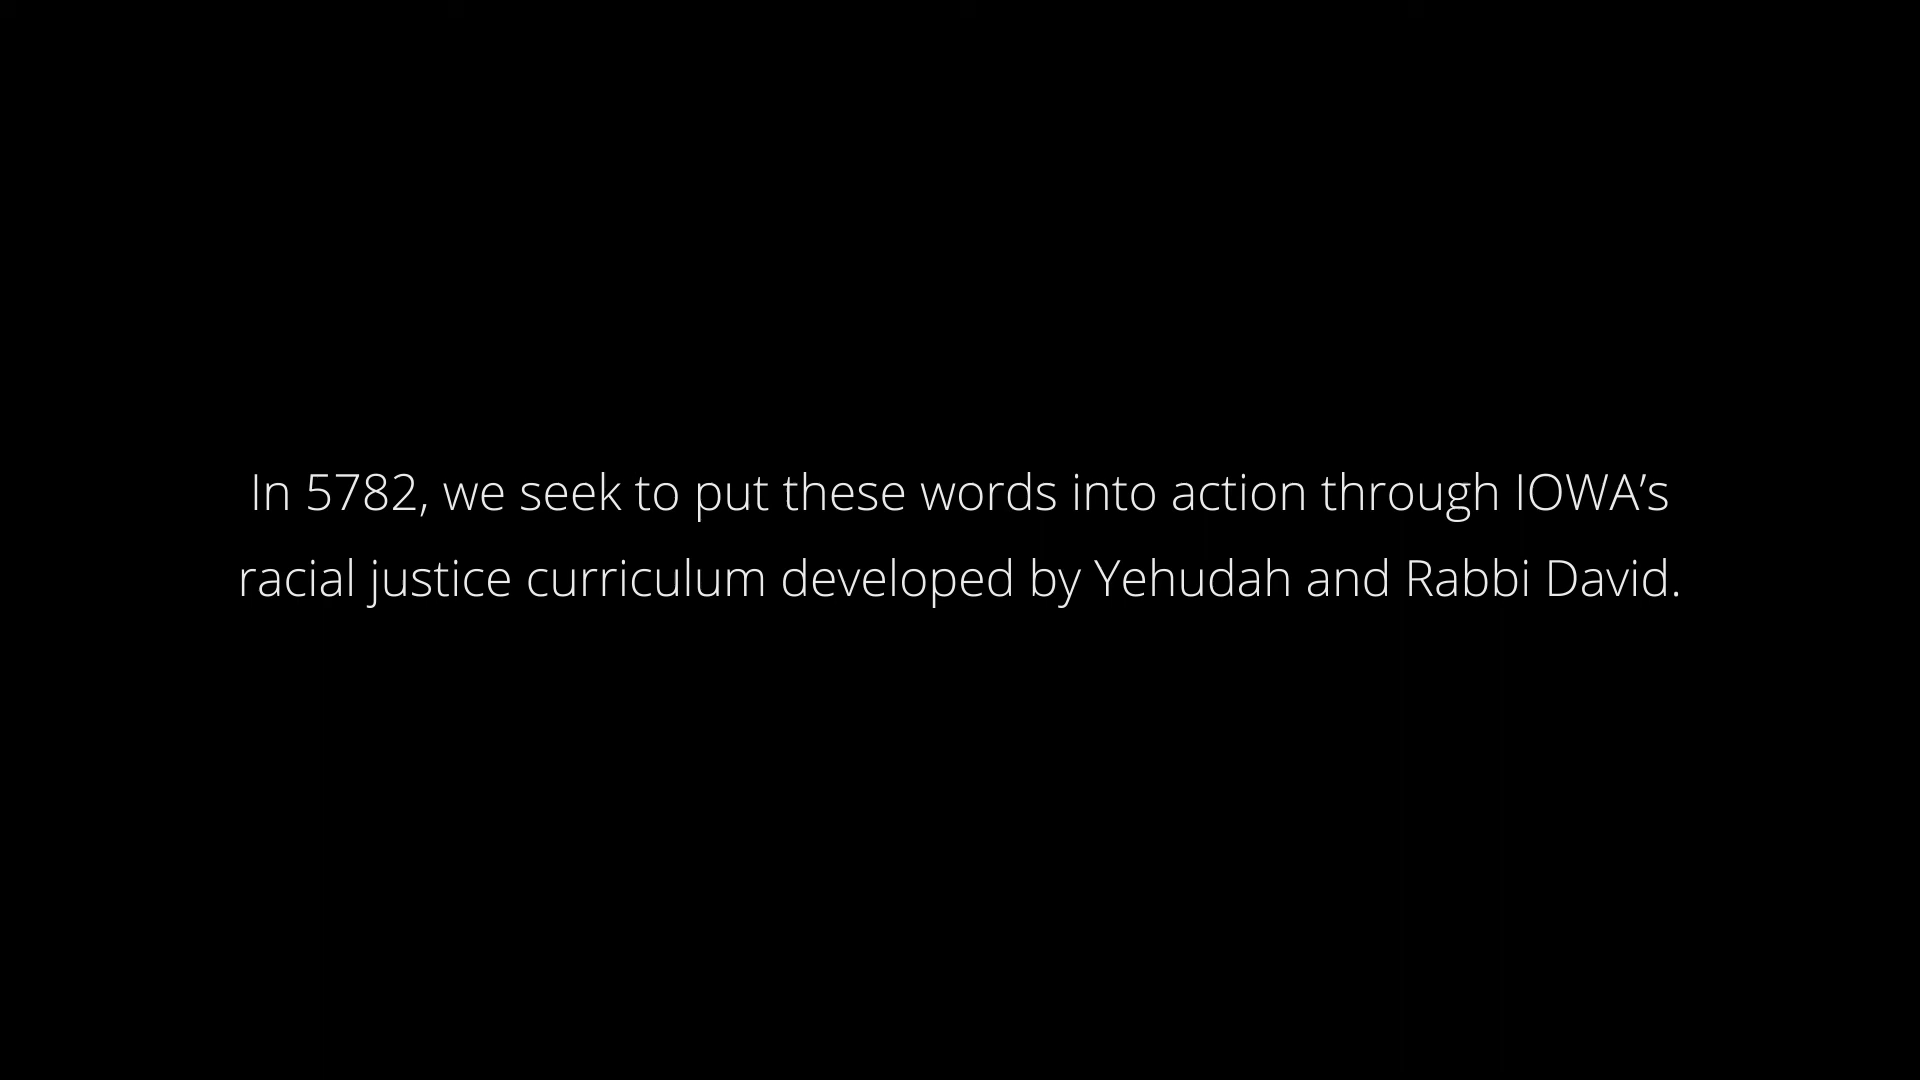 In 5782, we seek to put these words into action through IOWA’s
racial justice curriculum developed by Yehudah and Rabbi David.